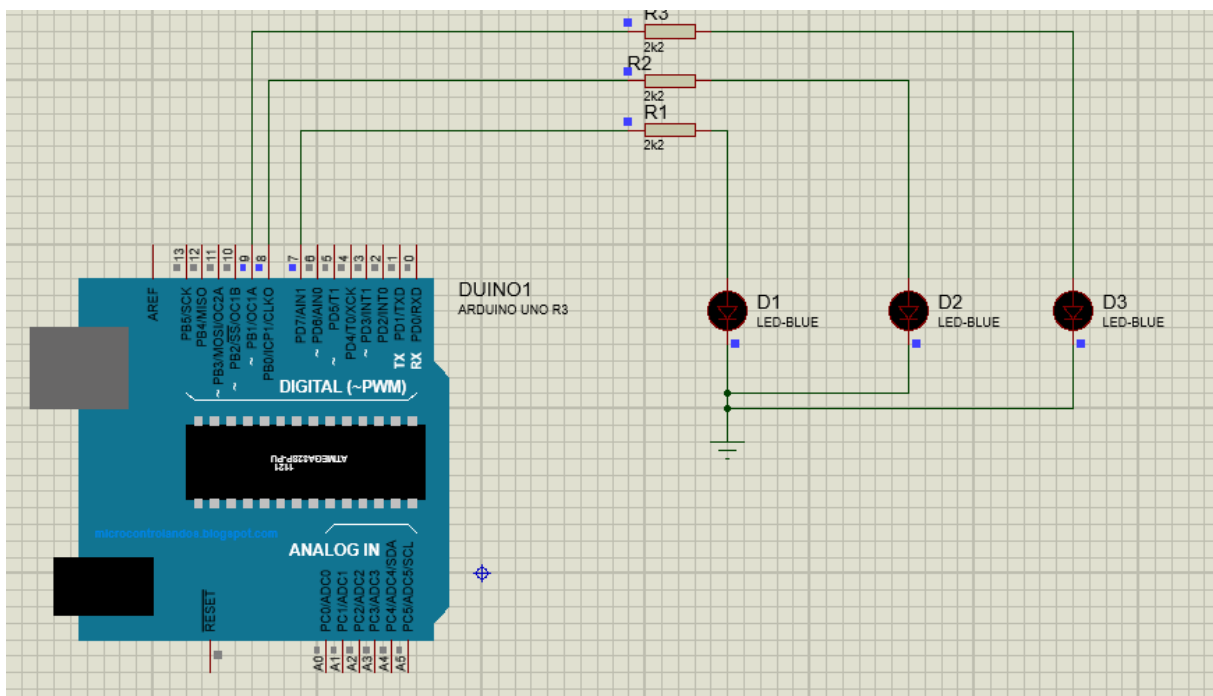 R3
2k2
R2
2k2
R1
2k2
13
12
11
10
9
8
7
6
5
4
3
2
1
0
AREF
PB5/SCK
PB4/MISO
~ PB3/MOSI/OC2A
~ PB2/SS/OC1B
~ PB1/OC1A
PB0/ICP1/CLKO
PD7/AIN1
~ PD6/AIN0
~ PD5/T1
PD4/T0/XCK
~ PD3/INT1
PD2/INT0
TX PD1/TXD
RX PD0/RXD
DIGITAL (~PWM)
DUINO1
ARDUINO UNO R3
D1
LED-BLUE
D2
LED-BLUE
D3
LED-BLUE
1121
ATMEGA328P-PU
microcontrolandos.blogspot.com
ANALOG IN
RESET
PC0/ADC0
PC1/ADC1
PC2/ADC2
PC3/ADC3
PC4/ADC4/SDA
PC5/ADC5/SCL
A0
A1
A2
A3
A4
A5